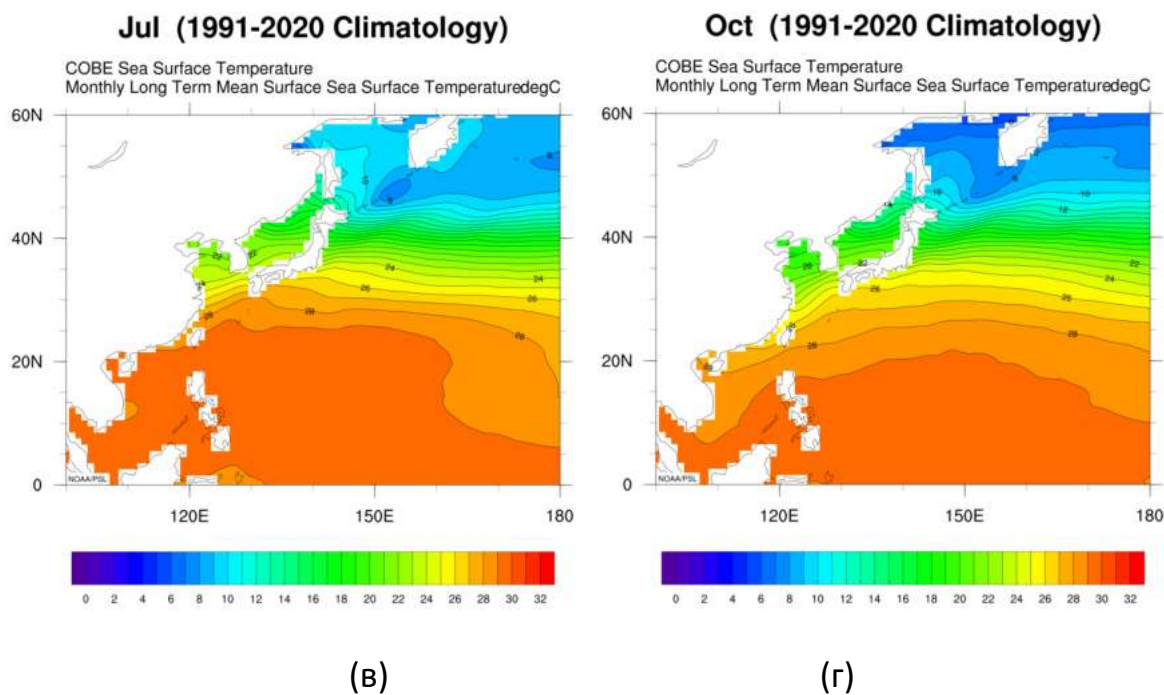 Jul (1991-2020 Climatology)
COBE Sea Surface Temperature
Monthly Long Term Mean Surface Sea Surface TemperaturedegC
60N
40N
20N
0
NOAA/PSL
120E 150E 180
0 2 4 6 8 10 12 14 16 18 20 22 24 26 28 30 32
(в)
Oct (1991-2020 Climatology)
COBE Sea Surface Temperature
Monthly Long Term Mean Surface Sea Surface TemperaturedegC
60N
40N
20N
0
NOAA/PSL
120E 150E 180
0 2 4 6 8 10 12 14 16 18 20 22 24 26 28 30 32
(г)